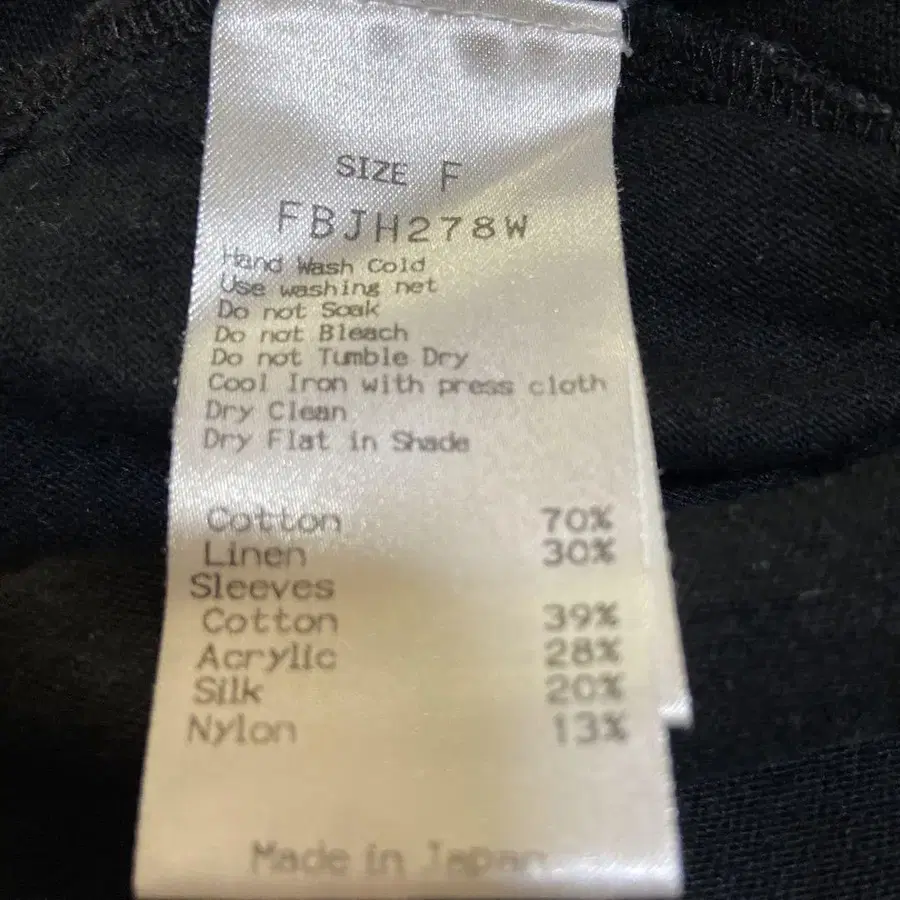 SIZE F
FBJH278W
Hand Wash Cold
Use washing net
Do not Soak
Do not Bleach
Do not Tumble Dry
Cool Iron with press cloth
Dry Clean
Dry Flat in Shade
Cotton 70%
Linen 30%
Sleeves
Cotton 39%
Acrylic 28%
Silk 20%
Nylon 13%
Made in Japan